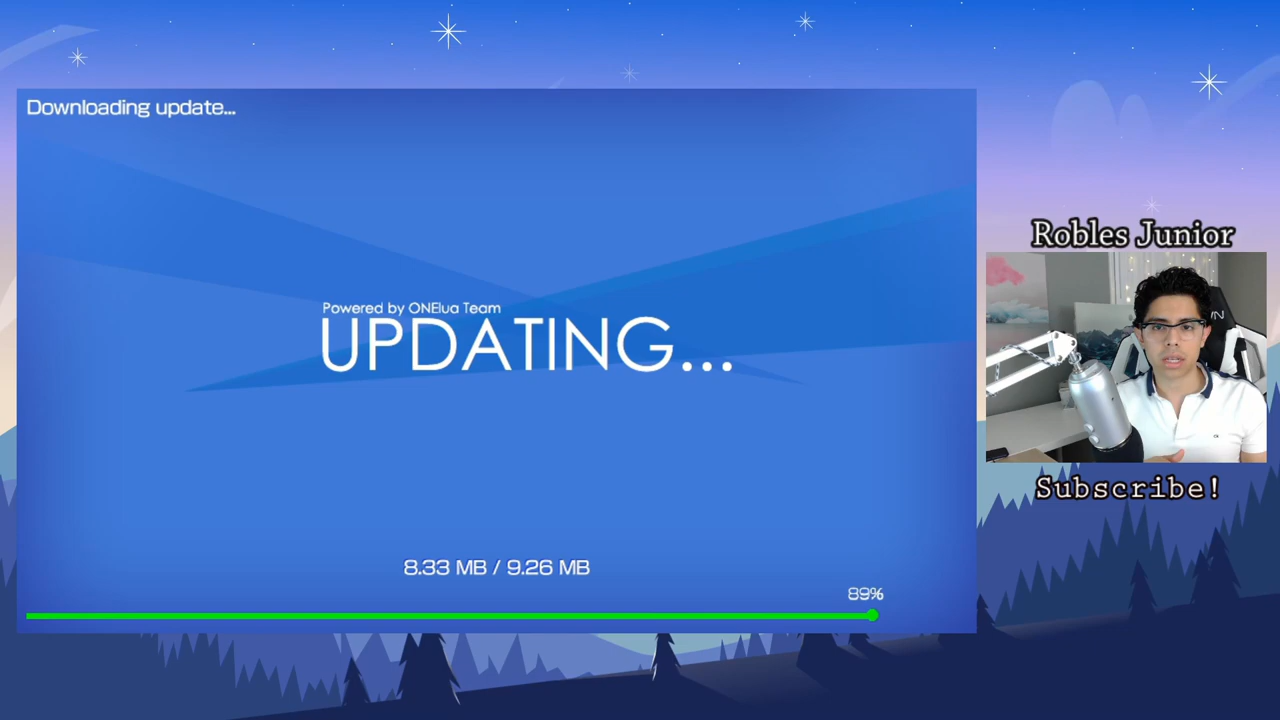 Downloading update...
Robles Junior
Powered by ONElua Team
UPDATING...
Subscribe!
8.33 MB / 9.26 MB
89%